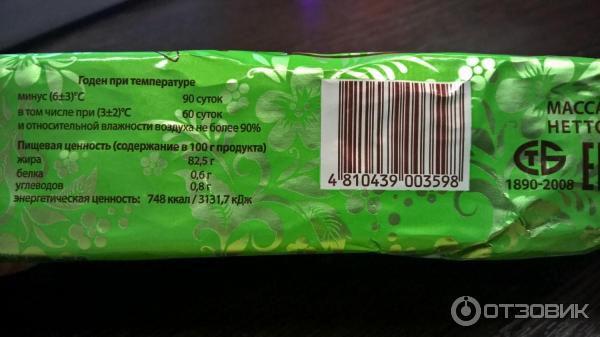 Годен при температуре
минус (6±3)°С 90 суток
в том числе при (3±2)°С 60 суток
и относительной влажности воздуха не более 90%
Пищевая ценность (содержание в 100 г продукта)
жира 82,5 г
белка 0,6 г
углеводов 0,8 г
энергетическая ценность: 748 ккал / 3131,7 кДж
4 810439 003598
МАССА
НЕТТО
СТБ
1890-2008
ОТЗОВИК